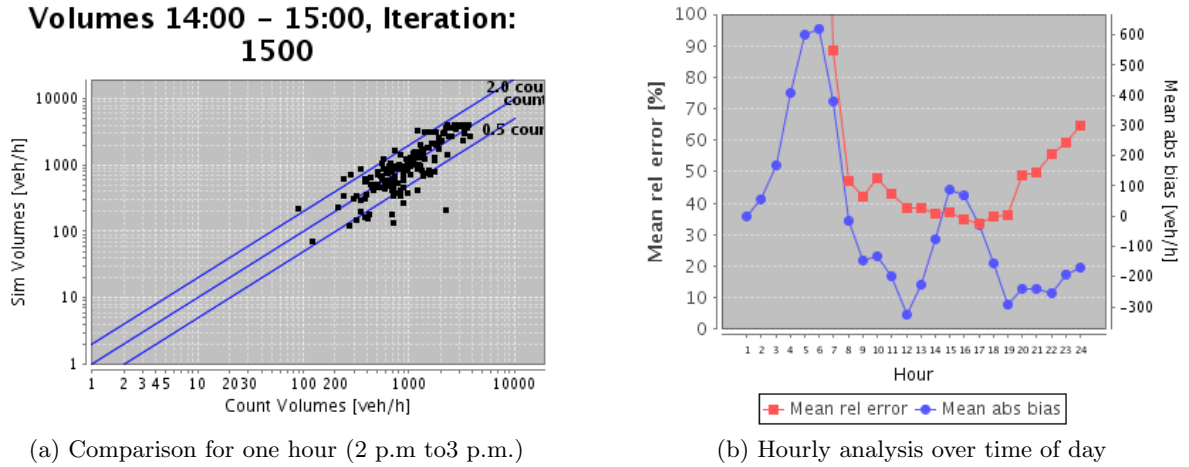 Volumes 14:00 – 15:00, Iteration:
1500
Sim Volumes [veh/h]
10000
1000
100
10
1
2.0 cou
count
0.5 cour
1 2 3 4 5 10 20 30 100 200 1000 10000
Count Volumes [veh/h]
(a) Comparison for one hour (2 p.m to3 p.m.)
Mean rel error [%]
100
90
80
70
60
50
40
30
20
10
0
600
500
400
300
200
100
0
-100
-200
-300
Mean abs bias [veh/h]
1 2 3 4 5 6 7 8 9 10 11 12 13 14 15 16 17 18 19 20 21 22 23 24
Hour
Mean rel error Mean abs bias
(b) Hourly analysis over time of day